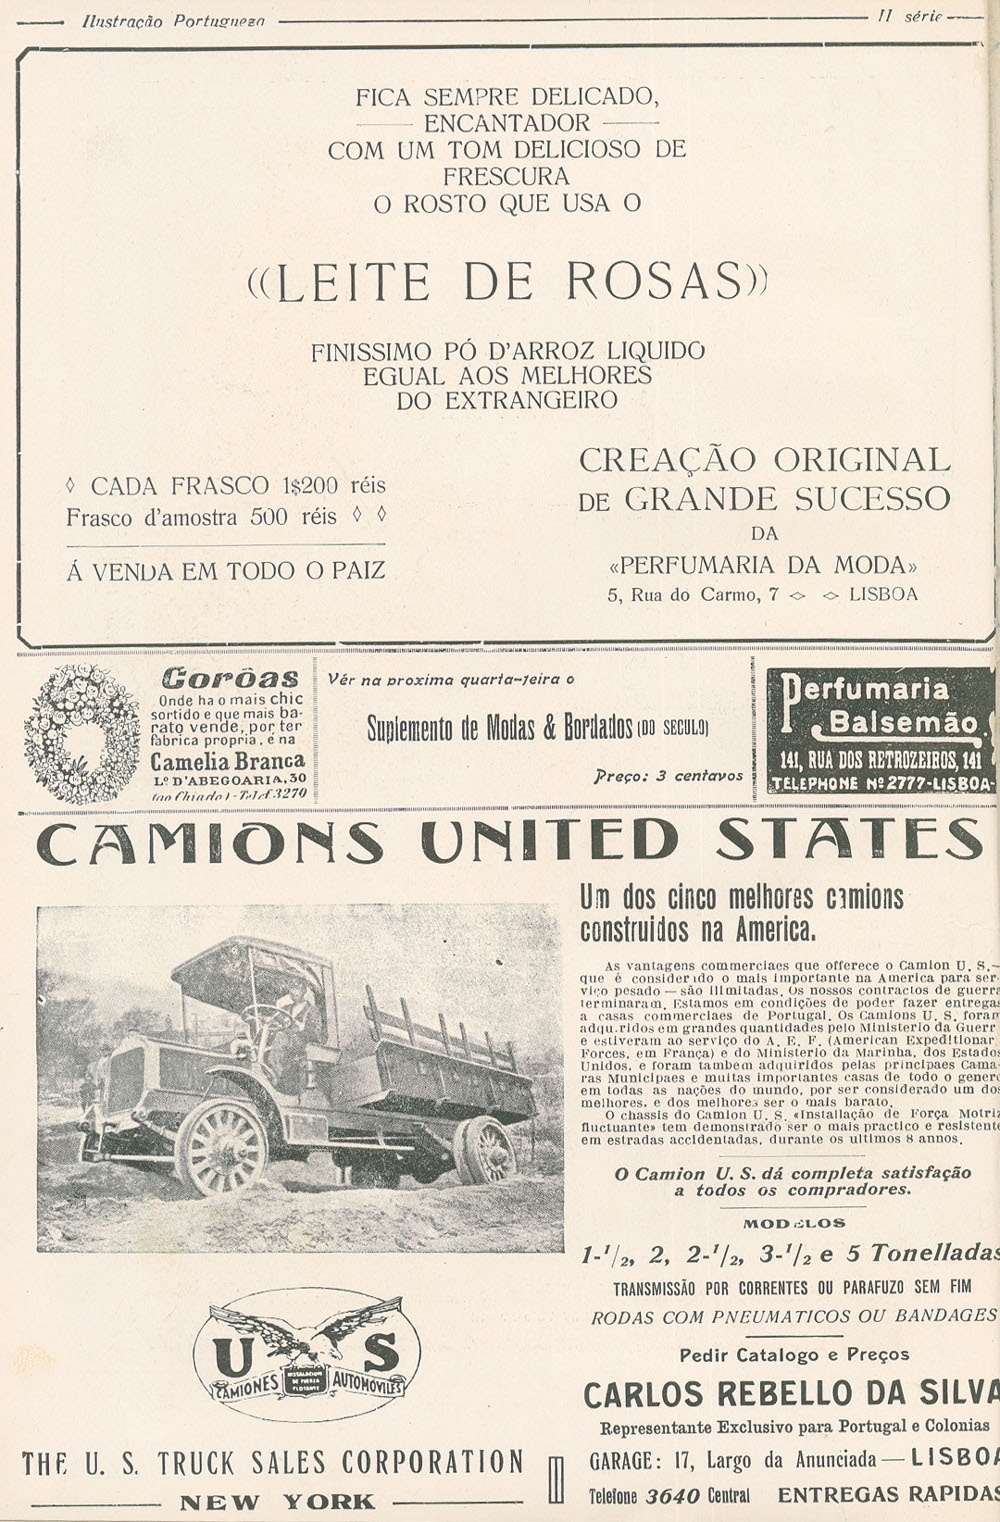 Ilustração Portugueza
II série
FICA SEMPRE DELICADO,
ENCANTADOR
COM UM TOM DELICIOSO DE
FRESCURA
O ROSTO QUE USA O
((LEITE DE ROSAS))
FINISSIMO PÓ D'ARROZ LIQUIDO
EGUAL AOS MELHORES
DO EXTRANGEIRO
◊ CADA FRASCO 1$200 réis
Frasco d'amostra 500 réis ◊ ◊
Á VENDA EM TODO O PAIZ
CREAÇÃO ORIGINAL
DE GRANDE SUCESSO
DA
«PERFUMARIA DA MODA»
5, Rua do Carmo, 7 LISBOA
Corôas
Onde ha o mais chic
sortido e que mais ba-
rato vende, por ter
fabrica propria, é na
Camelia Branca
L.º D'ABEGOARIA, 30
(ao Chiado) - Telef. 3270
Vér na proxima quarta-feira o
Suplemento de Modas & Bordados (DO SECULO)
Preço: 3 centavos
Perfumaria
Balsemão
141, RUA DOS RETROZEIROS, 141
TELEPHONE Nº 2777-LISBOA-
CAMIONS UNITED STATES
Um dos cinco melhores camions
construidos na America.
As vantagens commerciaes que offerece o Camion U. S.—
que é considerado o mais importante na America para ser-
viço pesado — são illimitadas. Os nossos contractos de guerra
terminaram. Estamos em condições de poder fazer entregas
a casas commerciaes de Portugal. Os Camions U. S. foram
adquiridos em grandes quantidades pelo Ministerio da Guerr
e estiveram ao serviço do A. E. F. (American Expeditionar
Forces, em França) e do Ministerio da Marinha, dos Estados
Unidos, e foram tambem adquiridos pelas principaes Cama-
ras Municipaes e muitas importantes casas de todo o genero
em todas as nações do mundo, por ser considerado um dos
melhores, e dos melhores ser o mais barato.
O chassis do Camion U. S. «Installação de Força Motriz
fluctuante» tem demonstrado ser o mais practico e resistente
em estradas accidentadas, durante os ultimos 8 annos.
O Camion U. S. dá completa satisfação
a todos os compradores.
MODELOS
1-1/2, 2, 2-1/2, 3-1/2 e 5 Tonelladas
TRANSMISSÃO POR CORRENTES OU PARAFUZO SEM FIM
RODAS COM PNEUMATICOS OU BANDAGES
Pedir Catalogo e Preços
CARLOS REBELLO DA SILVA
Representante Exclusivo para Portugal e Colonias
GARAGE: 17, Largo da Anunciada — LISBOA
Telefone 3640 Central ENTREGAS RAPIDAS
U S
CAMIONES
INSTALACION
DE FUERZA
FLOTANTE
AUTOMÓVILES
THE U. S. TRUCK SALES CORPORATION
NEW YORK